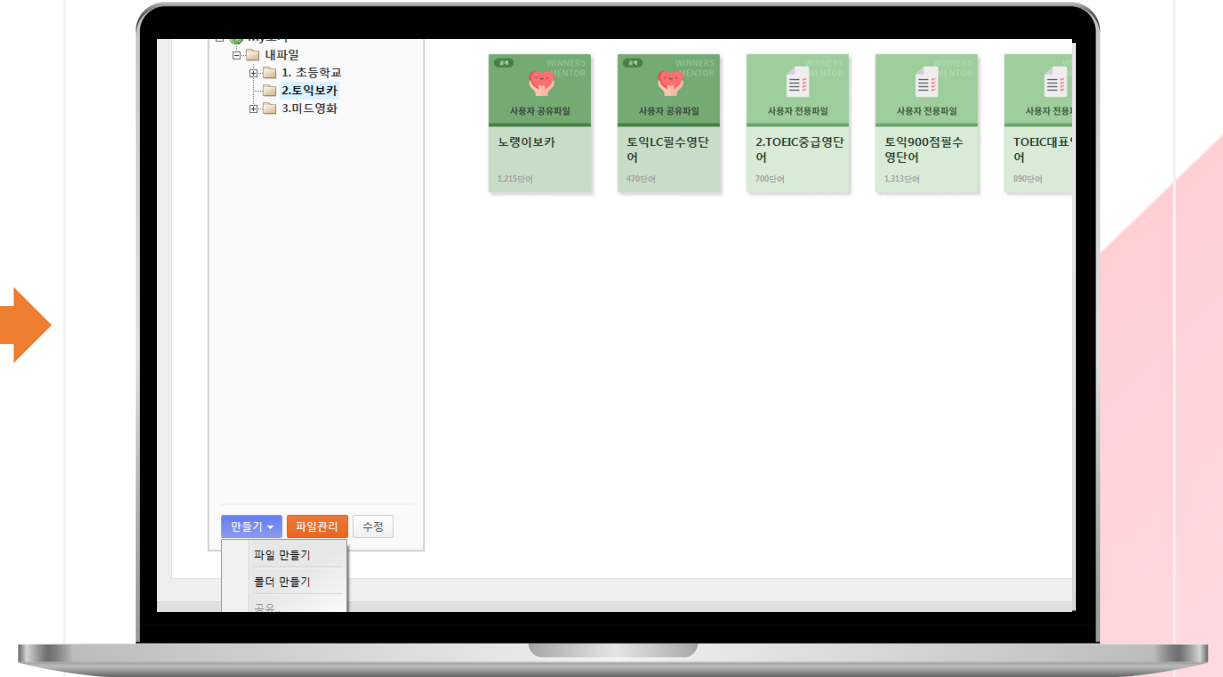 My보카
내파일
1. 초등학교
2.토익보카
3.미드영화
공개
WINNERS
MENTOR
사용자 공유파일
노랭이보카
1,215단어
공개
WINNERS
MENTOR
사용자 공유파일
토익LC필수영단
어
470단어
WINNERS
MENTOR
사용자 전용파일
2.TOEIC중급영단
어
700단어
WINNERS
MENTOR
사용자 전용파일
토익900점필수
영단어
1,313단어
사용자 전용
TOEIC대표
어
890단어
만들기
파일관리
수정
파일 만들기
폴더 만들기
공유